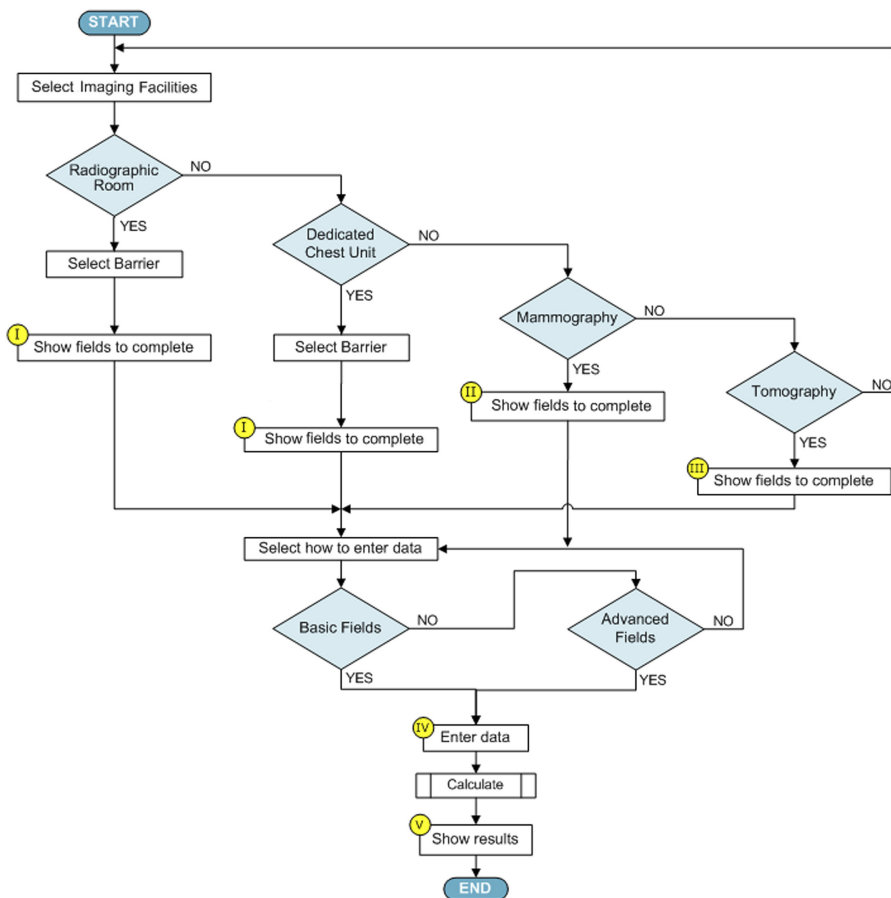 START
Select Imaging Facilities
Radiographic
Room
NO
YES
Select Barrier
I
Show fields to complete
Dedicated
Chest Unit
NO
YES
Select Barrier
I
Show fields to complete
Mammography
NO
YES
II
Show fields to complete
Tomography
NO
YES
III
Show fields to complete
Select how to enter data
Basic Fields
NO
YES
Advanced
Fields
NO
YES
IV
Enter data
Calculate
V
Show results
END